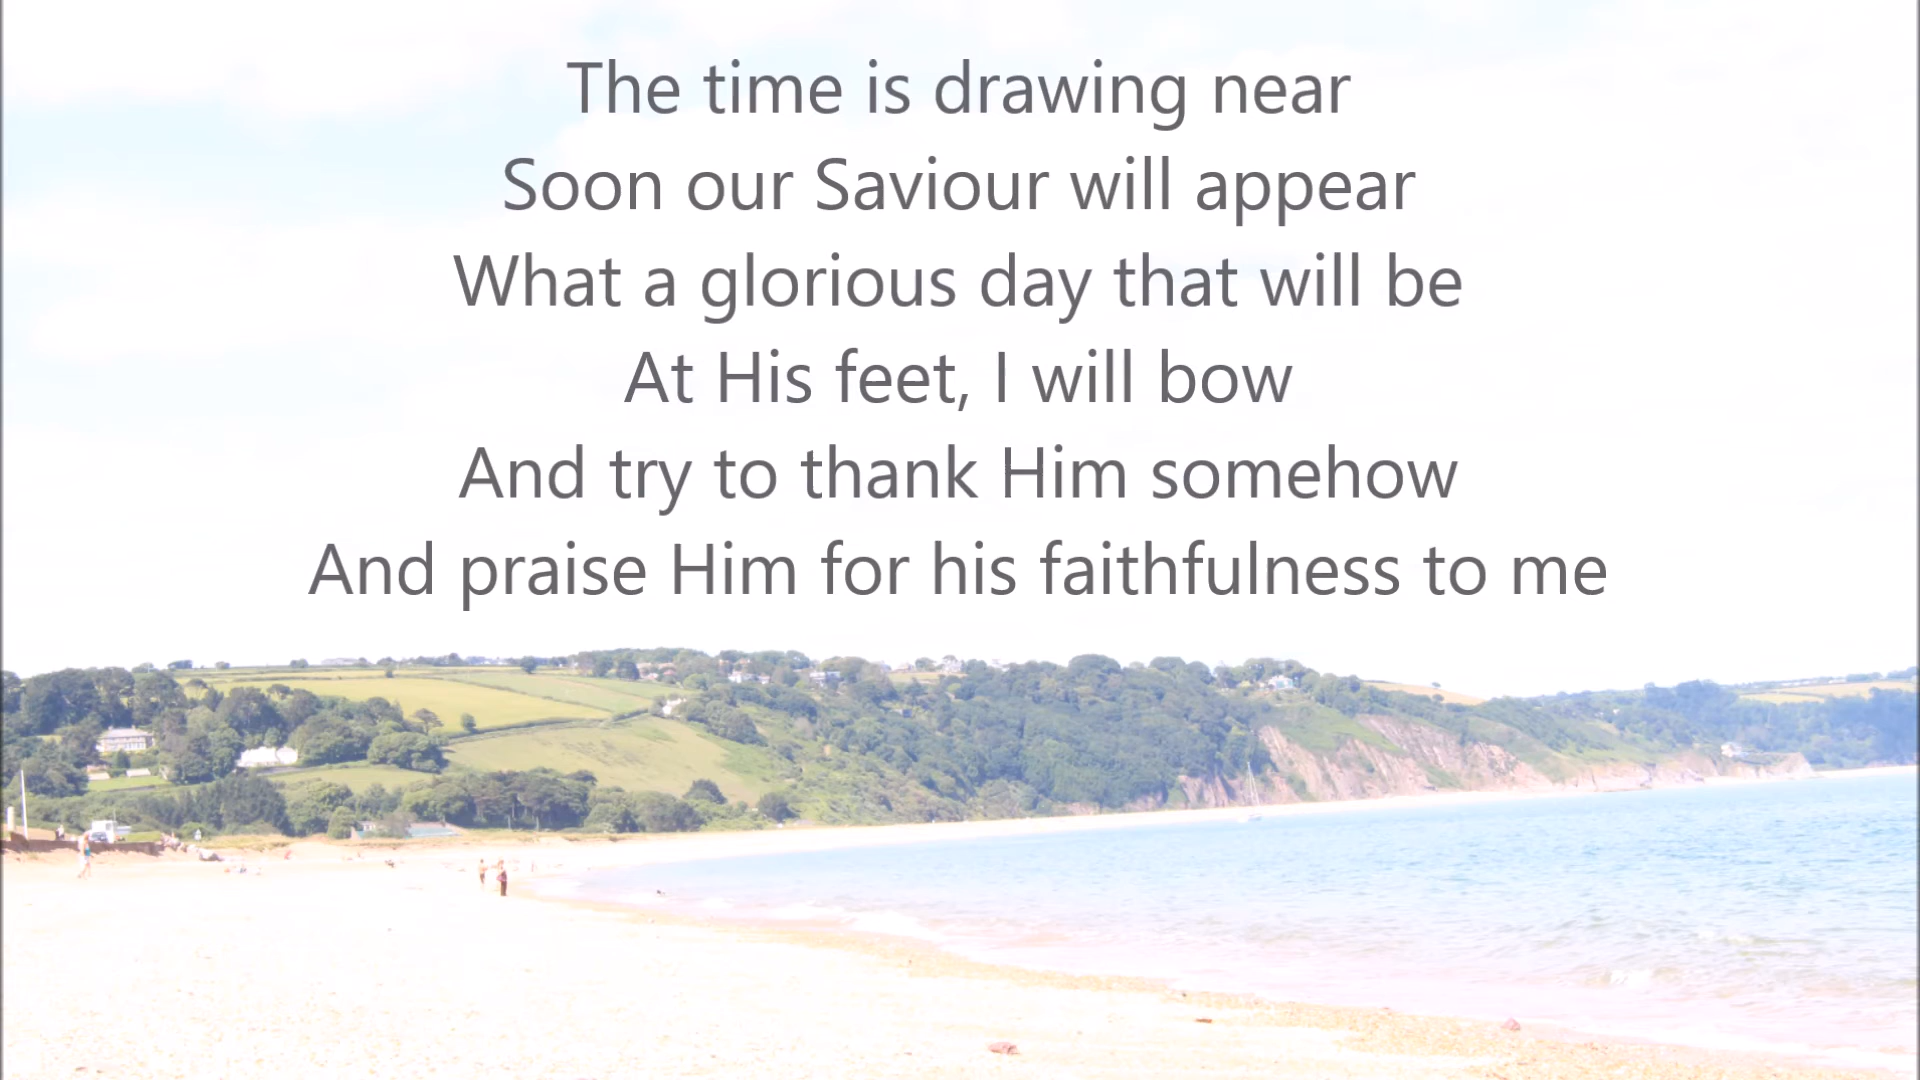 The time is drawing near
Soon our Saviour will appear
What a glorious day that will be
At His feet, I will bow
And try to thank Him somehow
And praise Him for his faithfulness to me